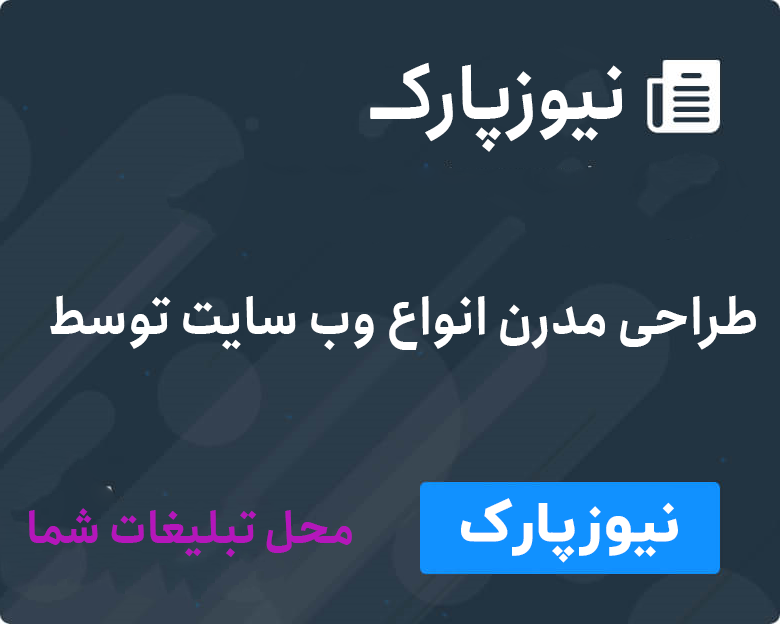 نیوزپارک
طراحی مدرن انواع وب سایت توسط
نیوزپارک
محل تبلیغات شما